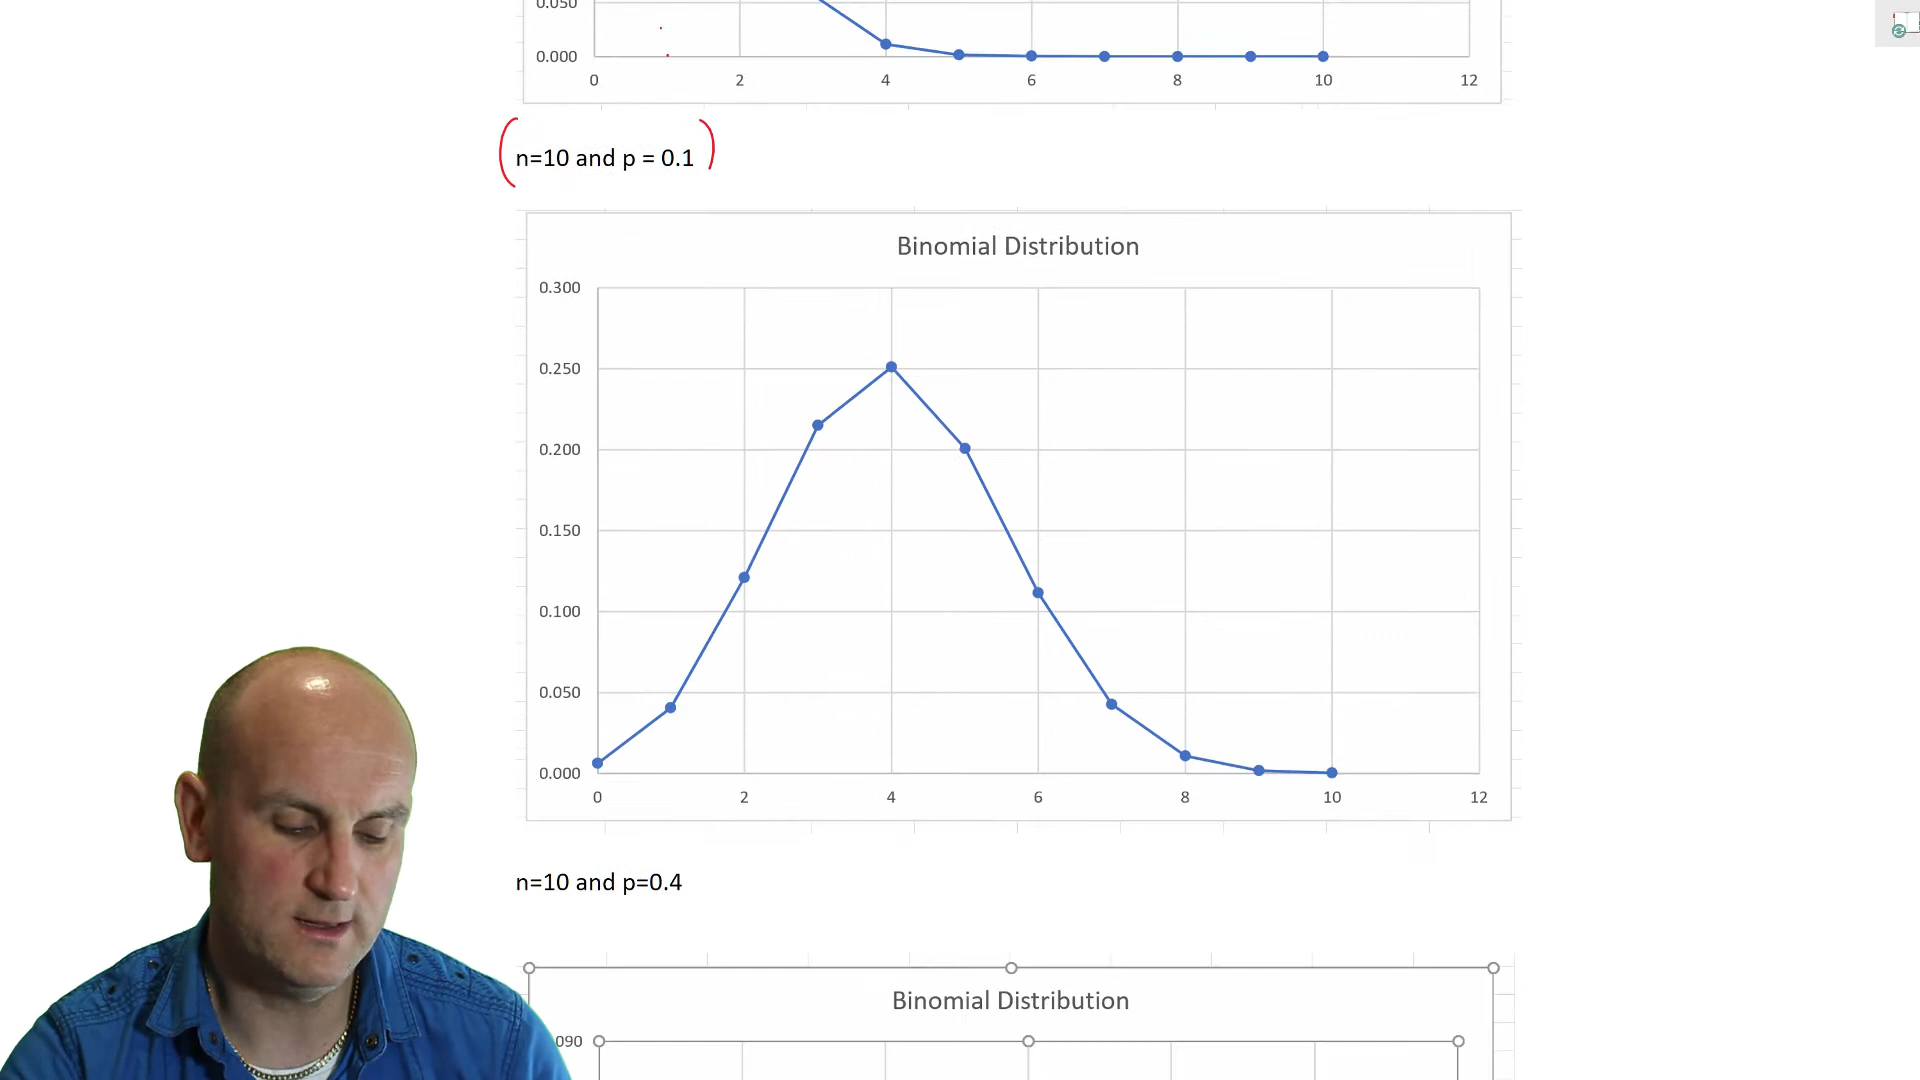 0.050
0.000
0 2 4 6 8 10 12
n=10 and p = 0.1
Binomial Distribution
0.300
0.250
0.200
0.150
0.100
0.050
0.000
0 2 4 6 8 10 12
n=10 and p=0.4
Binomial Distribution
090